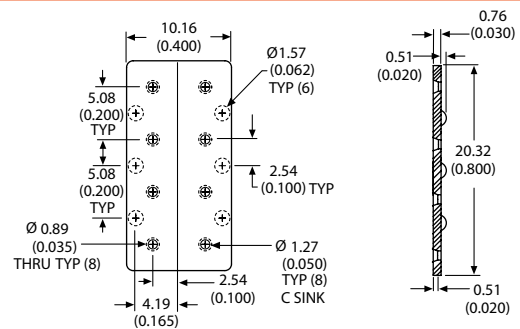 10.16
(0.400)
Ø1.57
(0.062)
TYP (6)
5.08
(0.200)
TYP
5.08
(0.200)
TYP
2.54
(0.100) TYP
Ø 0.89
(0.035)
THRU TYP (8)
Ø 1.27
(0.050)
TYP (8)
C SINK
2.54
(0.100)
4.19
(0.165)
0.76
(0.030)
0.51
(0.020)
20.32
(0.800)
0.51
(0.020)